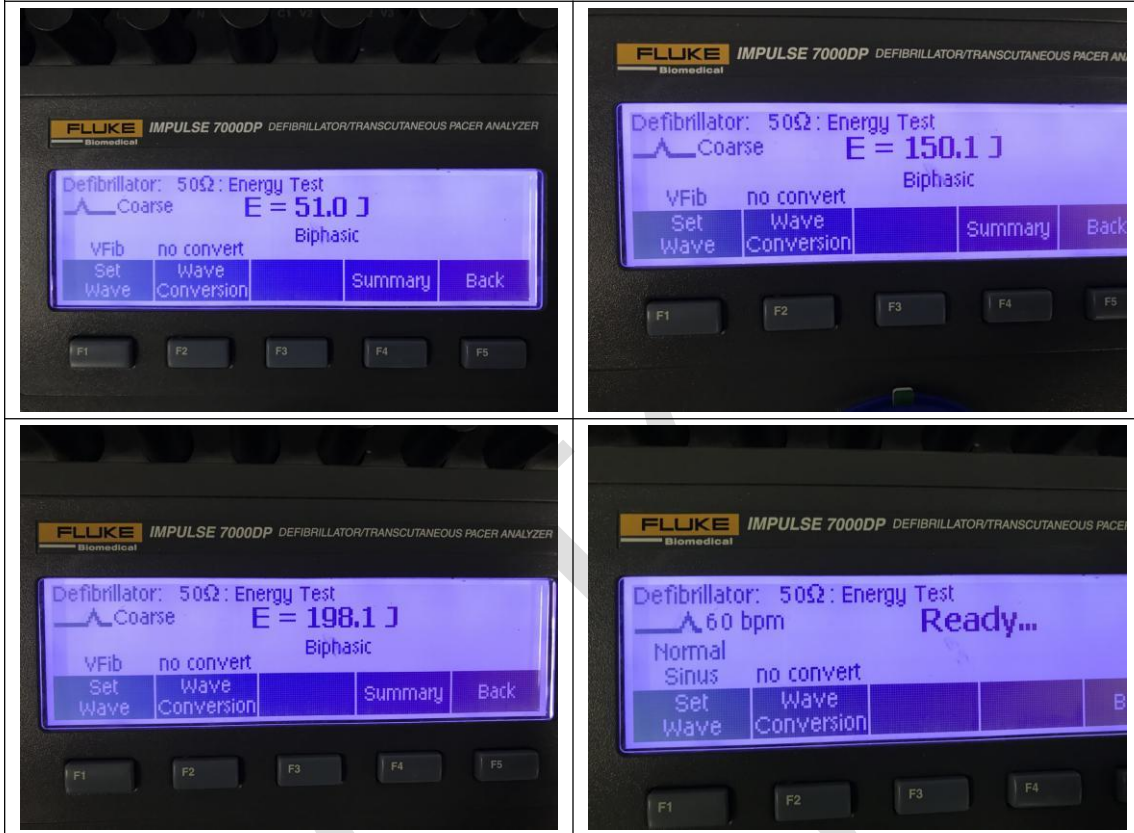 FLUKE IMPULSE 7000DP DEFIBRILLATOR/TRANSCUTANEOUS PACER ANALYZER
Biomedical
Defibrillator: 50Ω: Energy Test
Coarse E = 51.0 J
Biphasic
VFib no convert
Set Wave Summary Back
Wave Conversion
F1 F2 F3 F4 F5
FLUKE IMPULSE 7000DP DEFIBRILLATOR/TRANSCUTANEOUS PACER AN
Biomedical
Defibrillator: 50Ω: Energy Test
Coarse E = 150.1 J
Biphasic
VFib no convert
Set Wave Summary Back
Wave Conversion
F1 F2 F3 F4 F5
FLUKE IMPULSE 7000DP DEFIBRILLATOR/TRANSCUTANEOUS PACER ANALYZER
Biomedical
Defibrillator: 50Ω: Energy Test
Coarse E = 198.1 J
Biphasic
VFib no convert
Set Wave Summary Back
Wave Conversion
F1 F2 F3 F4 F5
FLUKE IMPULSE 7000DP DEFIBRILLATOR/TRANSCUTANEOUS PACER
Biomedical
Defibrillator: 50Ω: Energy Test
60 bpm Ready...
Normal
Sinus no convert
Set Wave B
Wave Conversion
F1 F2 F3 F4